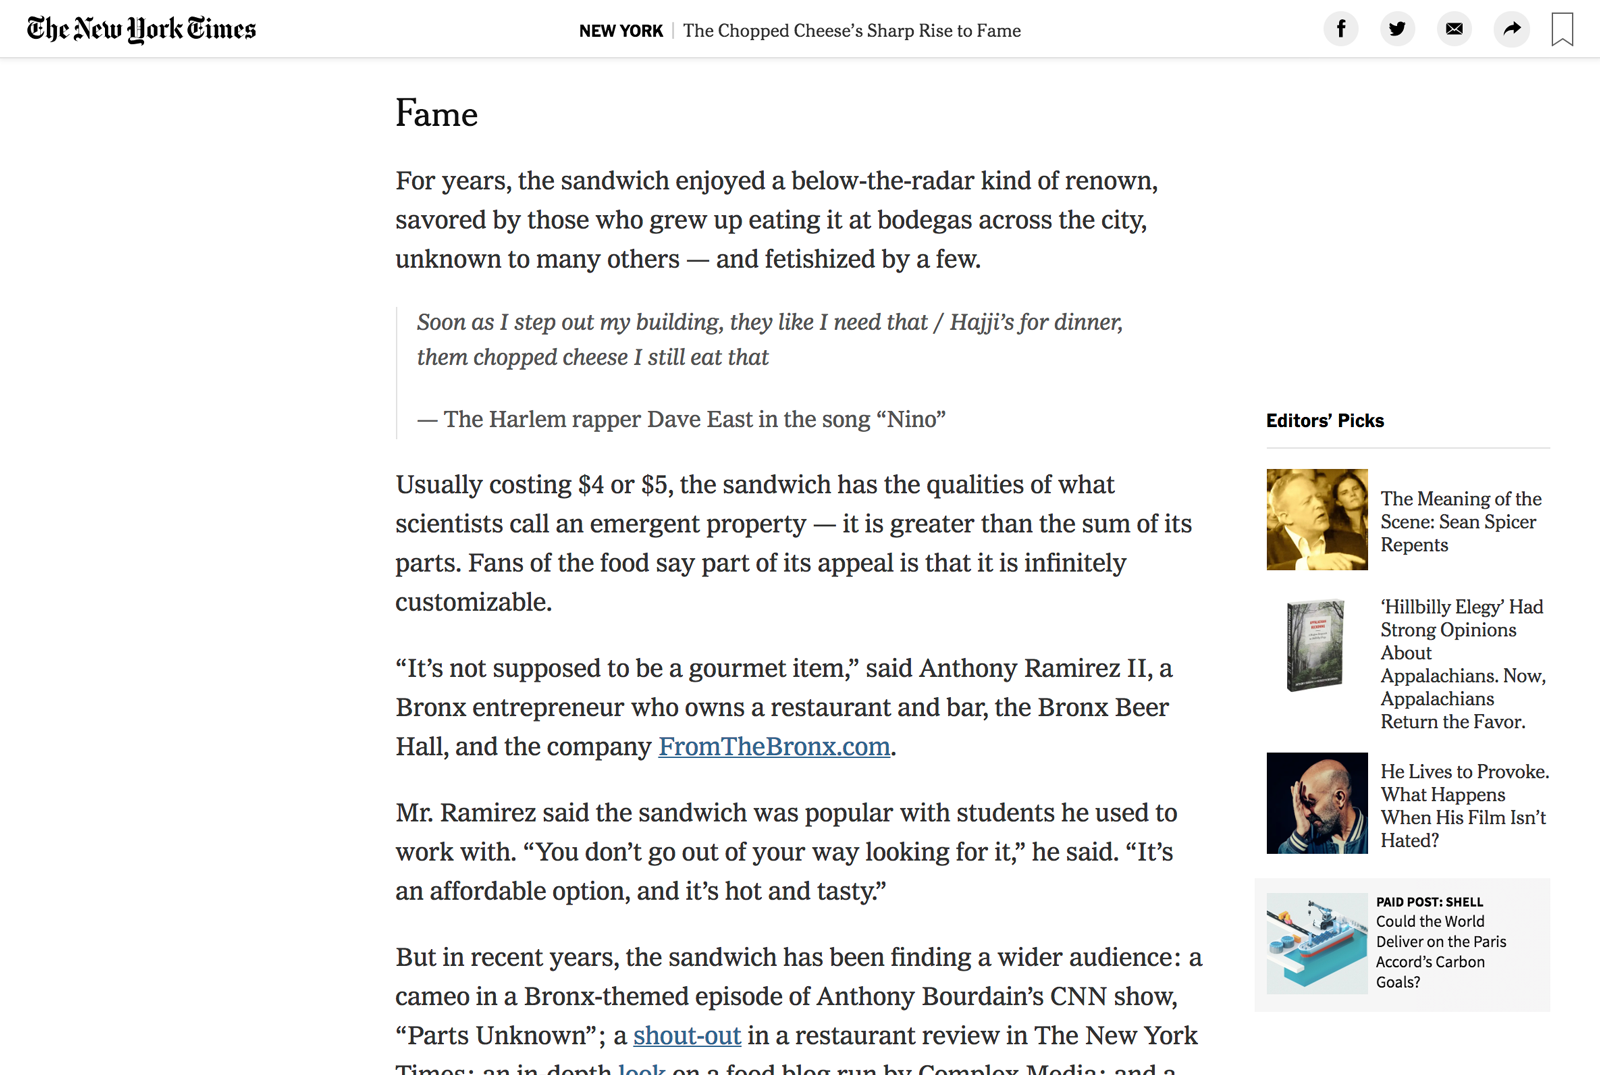 The New York Times
NEW YORK | The Chopped Cheese’s Sharp Rise to Fame
Fame
For years, the sandwich enjoyed a below-the-radar kind of renown,
savored by those who grew up eating it at bodegas across the city,
unknown to many others — and fetishized by a few.
Soon as I step out my building, they like I need that / Hajji’s for dinner,
them chopped cheese I still eat that
— The Harlem rapper Dave East in the song “Nino”
Usually costing $4 or $5, the sandwich has the qualities of what
scientists call an emergent property — it is greater than the sum of its
parts. Fans of the food say part of its appeal is that it is infinitely
customizable.
“It’s not supposed to be a gourmet item,” said Anthony Ramirez II, a
Bronx entrepreneur who owns a restaurant and bar, the Bronx Beer
Hall, and the company FromTheBronx.com.
Mr. Ramirez said the sandwich was popular with students he used to
work with. “You don’t go out of your way looking for it,” he said. “It’s
an affordable option, and it’s hot and tasty.”
But in recent years, the sandwich has been finding a wider audience: a
cameo in a Bronx-themed episode of Anthony Bourdain’s CNN show,
“Parts Unknown”; a shout-out in a restaurant review in The New York
Times; an in-depth look on a food blog run by Complex Media; and a
Editors’ Picks
The Meaning of the
Scene: Sean Spicer
Repents
‘Hillbilly Elegy’ Had
Strong Opinions
About
Appalachians. Now,
Appalachians
Return the Favor.
He Lives to Provoke.
What Happens
When His Film Isn’t
Hated?
PAID POST: SHELL
Could the World
Deliver on the Paris
Accord’s Carbon
Goals?